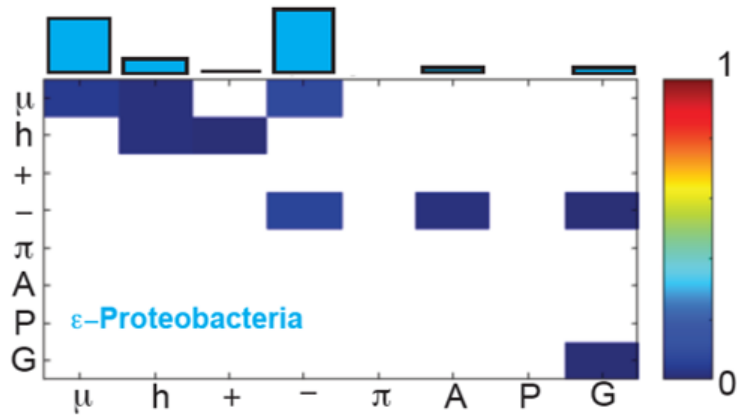 1
μ
h
+
−
π
A
P
G
ε−Proteobacteria
0
μ h + − π A P G